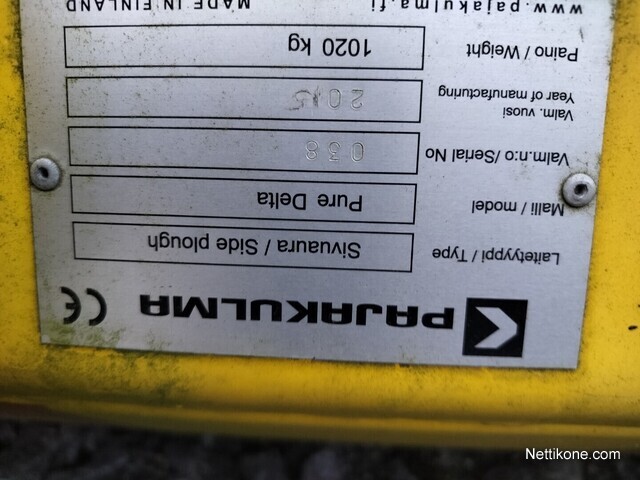 PAJAKULMA CE
Laitetyyppi / Type Sivuaura / Side plough
Malli / model Pure Delta
Valm.n:o / Serial No 038
Valm. vuosi
Year of manufacturing 2015
Paino / Weight 1020 kg
www.pajakulma.fi MADE IN FINLAND
Nettikone.com